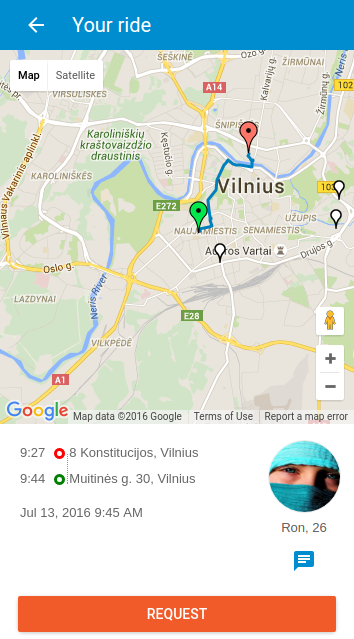 Your ride
ŠEŠKINĖ
Map Satellite
A14
Kalvarijų g.
Žirmūnų g.
ŽIRMŪNAI
102
VIRŠULIŠKĖS
Vilniaus Vakarinis aplinkl.
Karoliniškių
kraštovaizdžio
draustinis
ŠNIPIŠKĖS
Kęstučio g.
KAROLINIŠKĖS
Vilnius
103
E272
NAUJAMIESTIS
SENAMIESTIS
UŽUPIS
Aušros Vartai
Drujos g.
Oslo g.
Neris River
LAZDYNAI
E28
VILKPĖDĖ
A1
Google
Map data ©2016 Google
Terms of Use
Report a map error
9:27 8 Konstitucijos, Vilnius
9:44 Muitinės g. 30, Vilnius
Jul 13, 2016 9:45 AM
Ron, 26
REQUEST